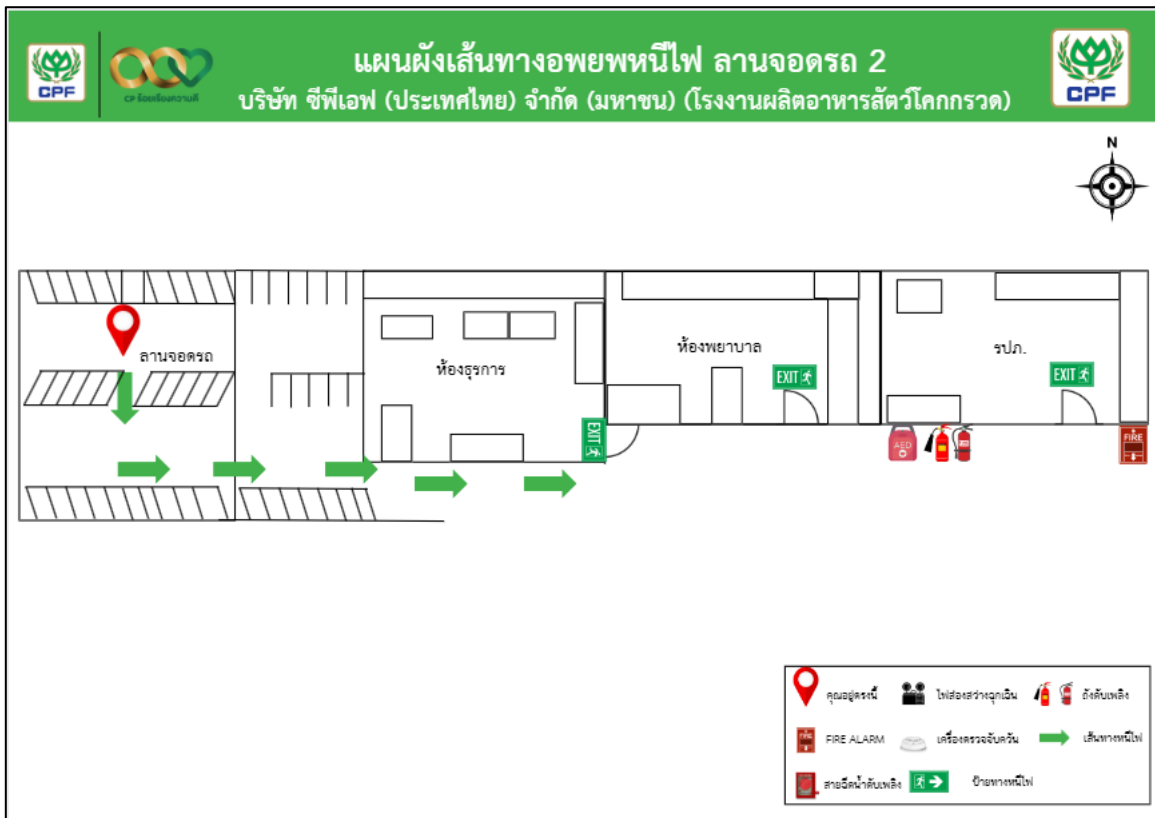 แผนผังเส้นทางอพยพหนีไฟ ลานจอดรถ 2
บริษัท ซีพีเอฟ (ประเทศไทย) จำกัด (มหาชน) (โรงงานผลิตอาหารสัตว์โคกกรวด)
CPF
CP ร้อยเรียงความดี
CPF
N
ลานจอดรถ
ห้องธุรการ
ห้องพยาบาล
รปภ.
EXIT
EXIT
EXIT
AED
FIRE
คุณอยู่ตรงนี้
ไฟส่องสว่างฉุกเฉิน
ถังดับเพลิง
FIRE
FIRE ALARM
เครื่องตรวจจับควัน
เส้นทางหนีไฟ
สายฉีดน้ำดับเพลิง
ป้ายทางหนีไฟ